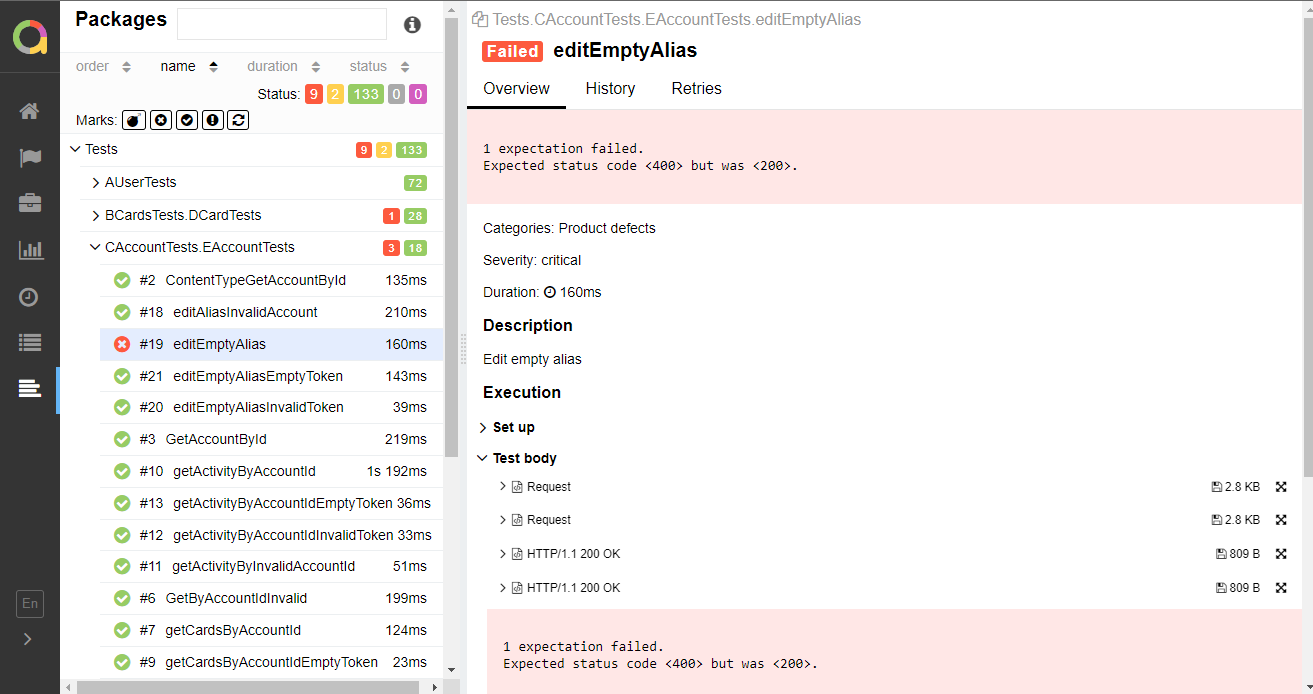 Packages
order name duration status
Status: 9 2 133 0 0
Marks:
Tests 9 2 133
AUserTests 72
BCardsTests.DCardTests 1 28
CAccountTests.EAccountTests 3 18
#2 ContentTypeGetAccountById 135ms
#18 editAliasInvalidAccount 210ms
#19 editEmptyAlias 160ms
#21 editEmptyAliasEmptyToken 143ms
#20 editEmptyAliasInvalidToken 39ms
#3 GetAccountById 219ms
#10 getActivityByAccountId 1s 192ms
#13 getActivityByAccountIdEmptyToken 36ms
#12 getActivityByAccountIdInvalidToken 33ms
#11 getActivityByInvalidAccountId 51ms
#6 GetByAccountIdInvalid 199ms
#7 getCardsByAccountId 124ms
#9 getCardsByAccountIdEmptyToken 23ms
En
Tests.CAccountTests.EAccountTests.editEmptyAlias
Failed editEmptyAlias
Overview History Retries
1 expectation failed.
Expected status code <400> but was <200>.
Categories: Product defects
Severity: critical
Duration: 160ms
Description
Edit empty alias
Execution
Set up
Test body
Request 2.8 KB
Request 2.8 KB
HTTP/1.1 200 OK 809 B
HTTP/1.1 200 OK 809 B
1 expectation failed.
Expected status code <400> but was <200>.